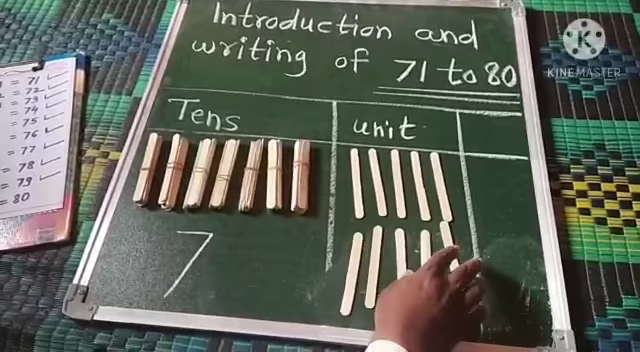 Introduction and
writing of 71 to 80
Tens
unit
7
= 71
= 72
= 73
= 74
= 75
= 76
= 77
= 78
= 79
= 80
K
KINEMASTER